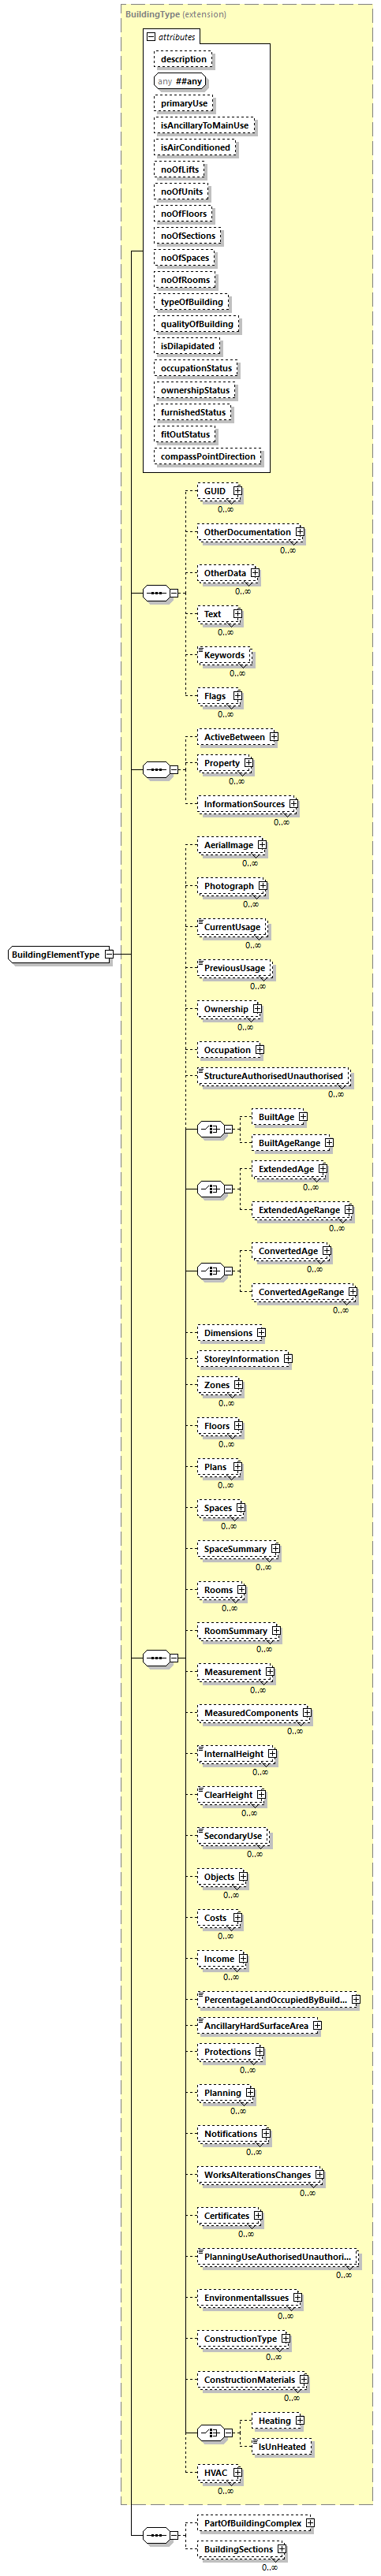 BuildingType (extension)
attributes
description
any ##any
primaryUse
isAncillaryToMainUse
isAirConditioned
noOfLifts
noOfUnits
noOfFloors
noOfSections
noOfSpaces
noOfRooms
typeOfBuilding
qualityOfBuilding
isDilapidated
occupationStatus
ownershipStatus
furnishedStatus
fitOutStatus
compassPointDirection
GUID
0..∞
OtherDocumentation
0..∞
OtherData
0..∞
Text
0..∞
Keywords
0..∞
Flags
0..∞
ActiveBetween
Property
0..∞
InformationSources
0..∞
AerialImage
0..∞
Photograph
0..∞
CurrentUsage
0..∞
PreviousUsage
0..∞
BuildingElementType
Ownership
0..∞
Occupation
StructureAuthorisedUnauthorised
0..∞
BuiltAge
BuiltAgeRange
ExtendedAge
0..∞
ExtendedAgeRange
0..∞
ConvertedAge
0..∞
ConvertedAgeRange
0..∞
Dimensions
StoreyInformation
Zones
0..∞
Floors
0..∞
Plans
0..∞
Spaces
0..∞
SpaceSummary
0..∞
Rooms
0..∞
RoomSummary
0..∞
Measurement
0..∞
MeasuredComponents
0..∞
InternalHeight
0..∞
ClearHeight
0..∞
SecondaryUse
0..∞
Objects
0..∞
Costs
0..∞
Income
0..∞
PercentageLandOccupiedByBuild...
AncillaryHardSurfaceArea
Protections
0..∞
Planning
0..∞
Notifications
0..∞
WorksAlterationsChanges
0..∞
Certificates
0..∞
PlanningUseAuthorisedUnauthori...
0..∞
EnvironmentalIssues
0..∞
ConstructionType
0..∞
ConstructionMaterials
0..∞
Heating
IsUnHeated
HVAC
0..∞
PartOfBuildingComplex
BuildingSections
0..∞